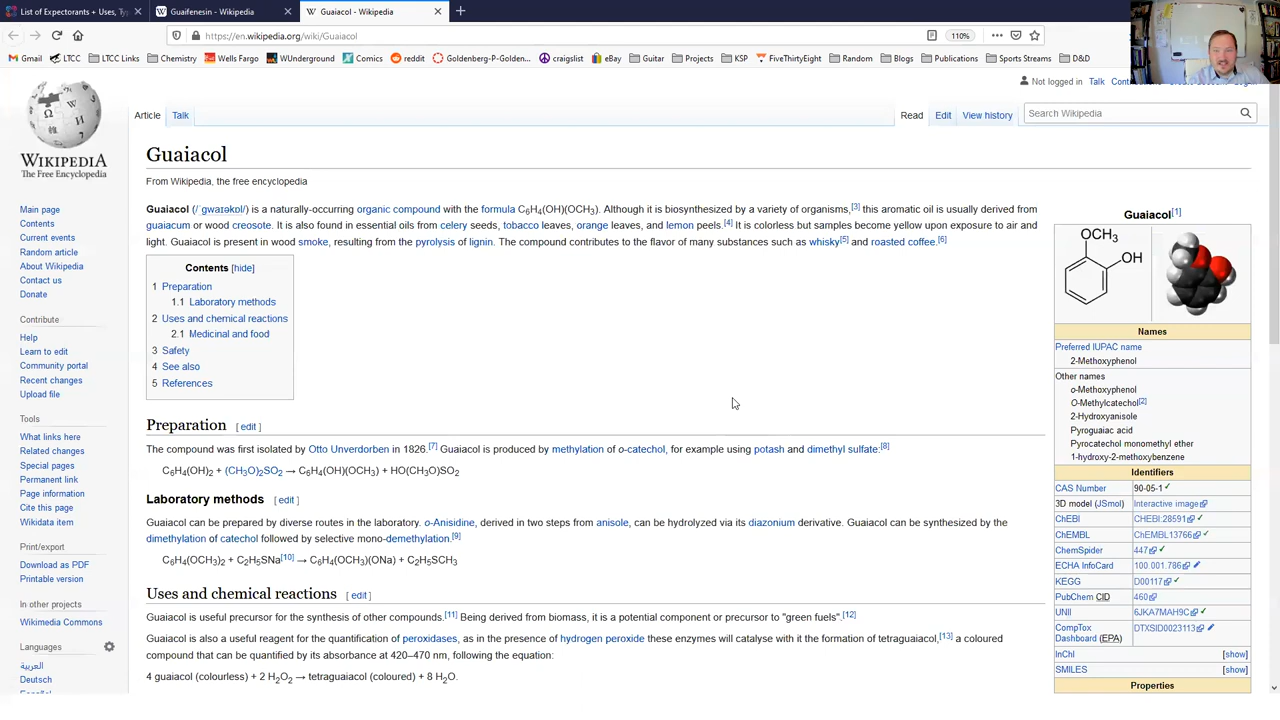 List of Expectorants + Uses, Ty
Guaifenesin - Wikipedia
Guaiacol - Wikipedia
https://en.wikipedia.org/wiki/Guaiacol
110%
Gmail LTCC LTCC Links Chemistry Wells Fargo WUnderground Comics reddit Goldenberg-P-Golden... craigslist eBay Guitar Projects KSP FiveThirtyEight Random Blogs Publications Sports Streams D&D
Not logged in Talk
Article Talk Read Edit View history Search Wikipedia
WIKIPEDIA
The Free Encyclopedia
Main page
Contents
Current events
Random article
About Wikipedia
Contact us
Donate
Contribute
Help
Learn to edit
Community portal
Recent changes
Upload file
Tools
What links here
Related changes
Special pages
Permanent link
Page information
Cite this page
Wikidata item
Print/export
Download as PDF
Printable version
In other projects
Wikimedia Commons
Languages
العربية
Deutsch
Guaiacol
From Wikipedia, the free encyclopedia
Guaiacol (/ˈɡwaɪəkɒl/) is a naturally-occurring organic compound with the formula C6H4(OH)(OCH3). Although it is biosynthesized by a variety of organisms,[3] this aromatic oil is usually derived from
guaiacum or wood creosote. It is also found in essential oils from celery seeds, tobacco leaves, orange leaves, and lemon peels.[4] It is colorless but samples become yellow upon exposure to air and
light. Guaiacol is present in wood smoke, resulting from the pyrolysis of lignin. The compound contributes to the flavor of many substances such as whisky[5] and roasted coffee.[6]
Contents [hide]
1 Preparation
1.1 Laboratory methods
2 Uses and chemical reactions
2.1 Medicinal and food
3 Safety
4 See also
5 References
Preparation [ edit ]
The compound was first isolated by Otto Unverdorben in 1826.[7] Guaiacol is produced by methylation of o-catechol, for example using potash and dimethyl sulfate:[8]
C6H4(OH)2 + (CH3O)2SO2 → C6H4(OH)(OCH3) + HO(CH3O)SO2
Laboratory methods [ edit ]
Guaiacol can be prepared by diverse routes in the laboratory. o-Anisidine, derived in two steps from anisole, can be hydrolyzed via its diazonium derivative. Guaiacol can be synthesized by the
dimethylation of catechol followed by selective mono-demethylation.[9]
C6H4(OCH3)2 + C2H5SNa[10] → C6H4(OCH3)(ONa) + C2H5SCH3
Uses and chemical reactions [ edit ]
Guaiacol is useful precursor for the synthesis of other compounds.[11] Being derived from biomass, it is a potential component or precursor to "green fuels".[12]
Guaiacol is also a useful reagent for the quantification of peroxidases, as in the presence of hydrogen peroxide these enzymes will catalyse with it the formation of tetraguaiacol,[13] a coloured
compound that can be quantified by its absorbance at 420–470 nm, following the equation:
4 guaiacol (colourless) + 2 H2O2 → tetraguaiacol (coloured) + 8 H2O.
Guaiacol[1]
OCH3
OH
Names
Preferred IUPAC name
2-Methoxyphenol
Other names
o-Methoxyphenol
O-Methylcatechol[2]
2-Hydroxyanisole
Pyroguaiac acid
Pyrocatechol monomethyl ether
1-hydroxy-2-methoxybenzene
Identifiers
CAS Number 90-05-1
3D model (JSmol) Interactive image
ChEBI CHEBI:28591
ChEMBL ChEMBL13766
ChemSpider 447
ECHA InfoCard 100.001.786
KEGG D00117
PubChem CID 460
UNII 6JKA7MAH9C
CompTox
Dashboard (EPA) DTXSID0023113
InChI [show]
SMILES [show]
Properties